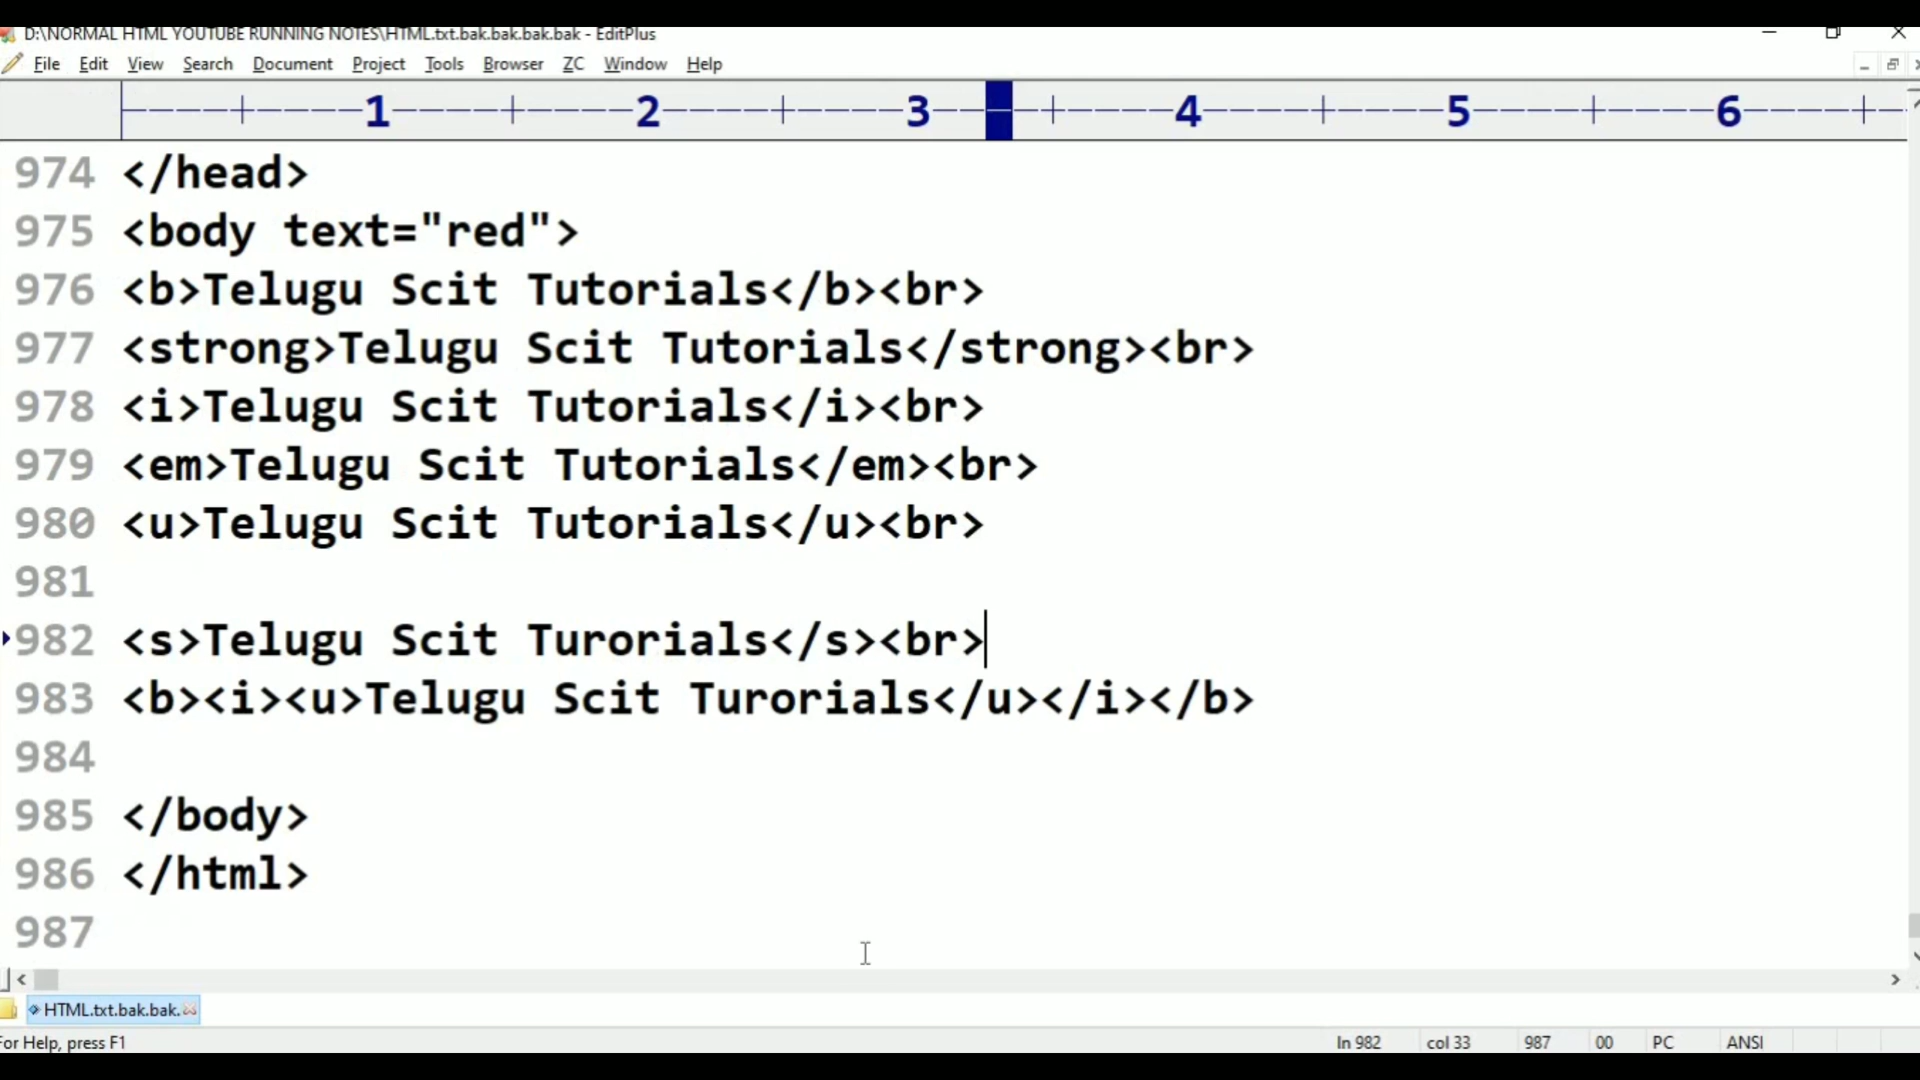 D:\NORMAL HTML YOUTUBE RUNNING NOTES\HTML.txt.bak.bak.bak.bak - EditPlus
File Edit View Search Document Project Tools Browser ZC Window Help
----+----1----+----2----+----3----+----4----+----5----+----6----+-
974 </head>
975 <body text="red">
976 <b>Telugu Scit Tutorials</b><br>
977 <strong>Telugu Scit Tutorials</strong><br>
978 <i>Telugu Scit Tutorials</i><br>
979 <em>Telugu Scit Tutorials</em><br>
980 <u>Telugu Scit Tutorials</u><br>
981
982 <s>Telugu Scit Turorials</s><br>
983 <b><i><u>Telugu Scit Turorials</u></i></b>
984
985 </body>
986 </html>
987
HTML.txt.bak.bak.
For Help, press F1 ln 982 col 33 987 00 PC ANSI